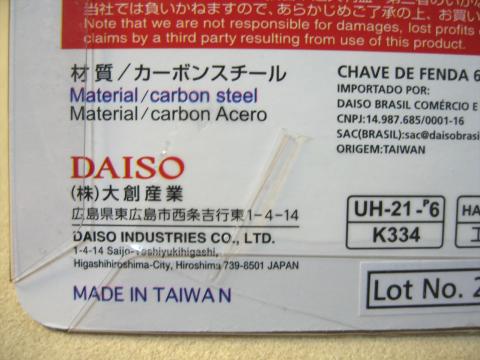 当社では負いかねますので、あらかじめご了承の上、お買い
Note that we are not responsible for damages, lost profits
claims by a third party resulting from use of this product.
材質/カーボンスチール
Material/carbon steel
Material/carbon Acero
DAISO
(株)大創産業
広島県東広島市西条吉行東1-4-14
DAISO INDUSTRIES CO., LTD.
1-4-14 Saijo-Yoshiyukihigashi,
Higashihiroshima-City, Hiroshima 739-8501 JAPAN
MADE IN TAIWAN
CHAVE DE FENDA 6
IMPORTADO POR:
DAISO BRASIL COMÉRCIO E
CNPJ:14.987.685/0001-16
SAC(BRASIL):sac@daisobrasi
ORIGEM:TAIWAN
UH-21-P6
K334
HA
Lot No. 2